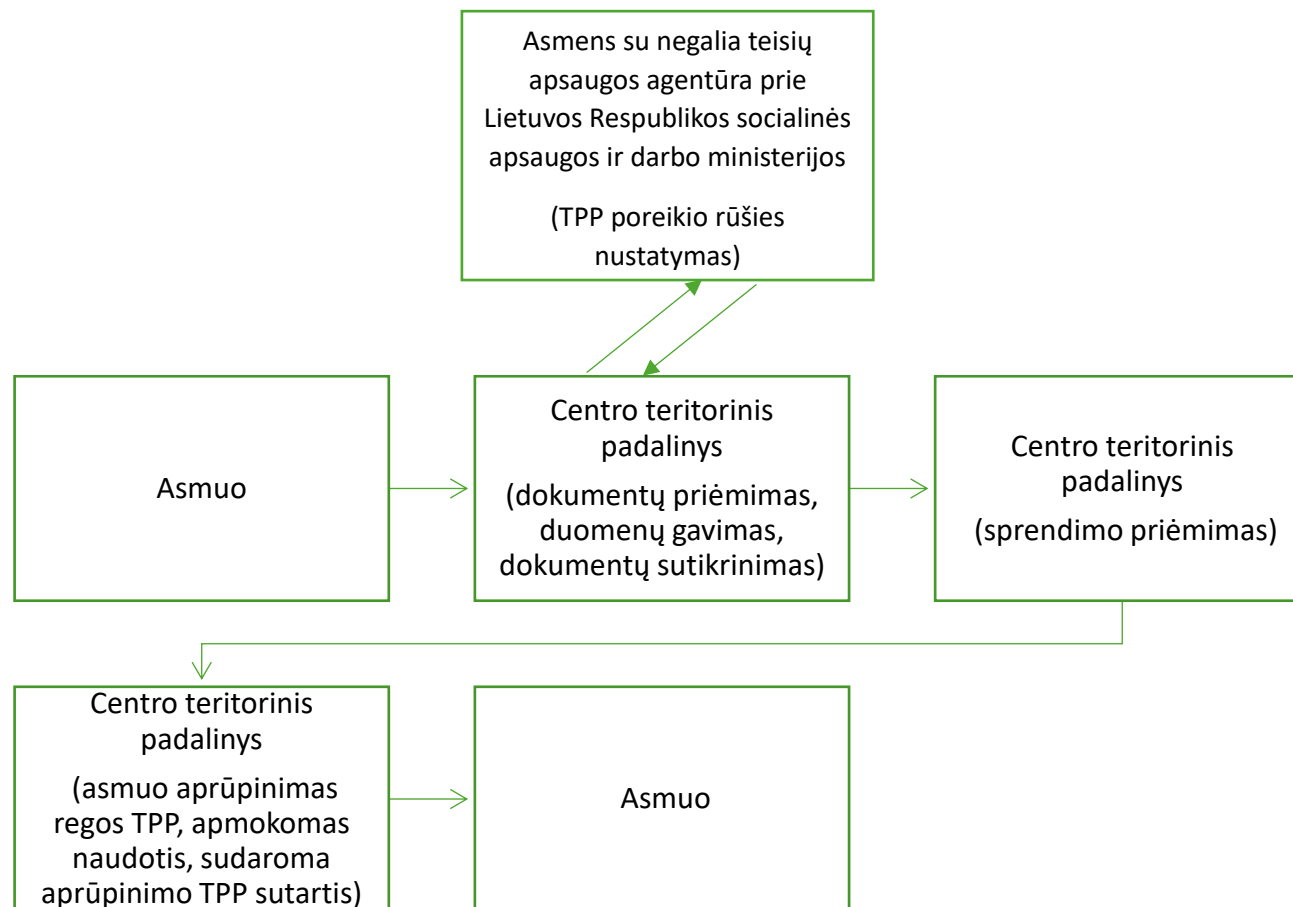 Asmens su negalia teisių
apsaugos agentūra prie
Lietuvos Respublikos socialinės
apsaugos ir darbo ministerijos
(TPP poreikio rūšies
nustatymas)
Asmuo
Centro teritorinis
padalinys
(dokumentų priėmimas,
duomenų gavimas,
dokumentų sutikrinimas)
Centro teritorinis
padalinys
(sprendimo priėmimas)
Centro teritorinis
padalinys
(asmuo aprūpinimas
regos TPP, apmokomas
naudotis, sudaroma
aprūpinimo TPP sutartis)
Asmuo